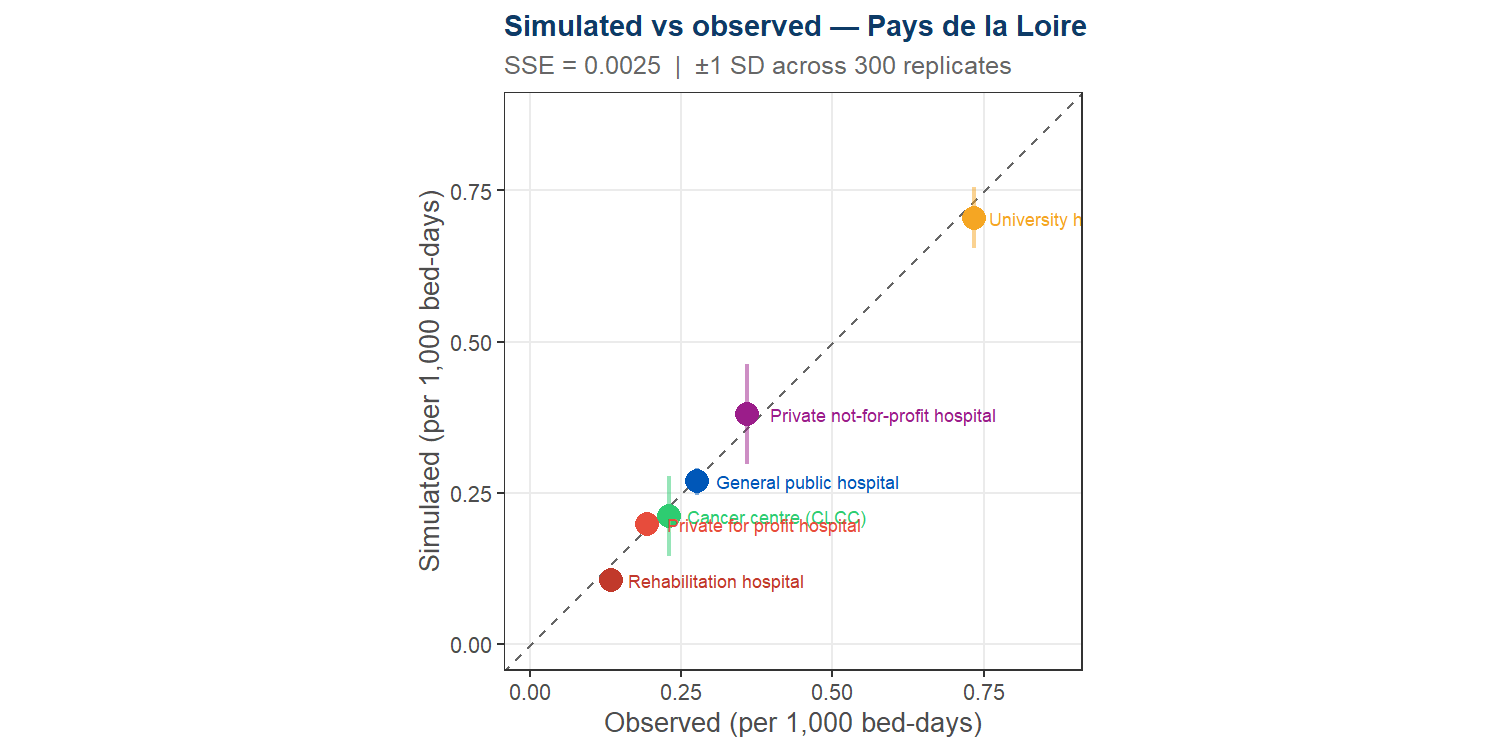 Simulated vs observed — Pays de la Loire
SSE = 0.0025 | ±1 SD across 300 replicates
Simulated (per 1,000 bed-days)
0.75
0.50
0.25
0.00
University h
Private not-for-profit hospital
General public hospital
Cancer centre (CLCC)
Private for profit hospital
Rehabilitation hospital
0.00 0.25 0.50 0.75
Observed (per 1,000 bed-days)